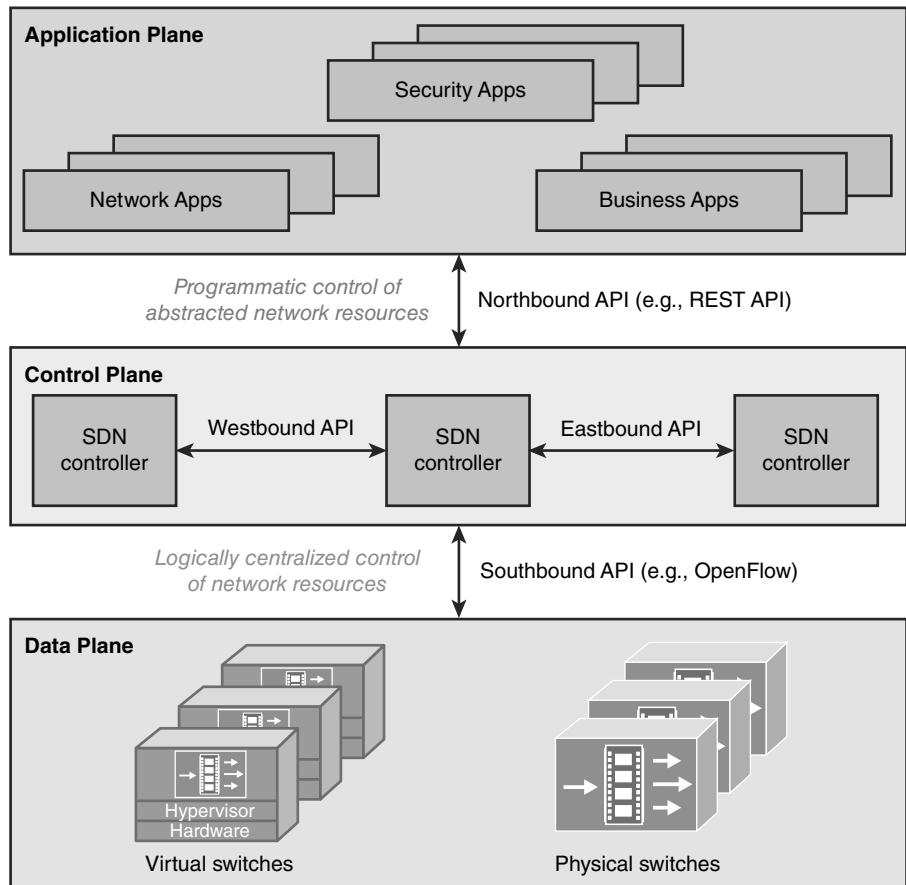 Application Plane
Security Apps
Network Apps
Business Apps
Programmatic control of
abstracted network resources
Northbound API (e.g., REST API)
Control Plane
SDN
controller
Westbound API
SDN
controller
Eastbound API
SDN
controller
Logically centralized control
of network resources
Southbound API (e.g., OpenFlow)
Data Plane
Hypervisor
Hardware
Virtual switches
Physical switches